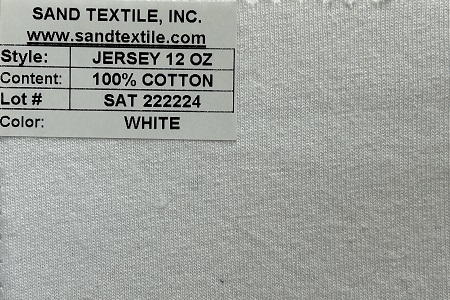 SAND TEXTILE, INC.
www.sandtextile.com
Style: JERSEY 12 OZ
Content: 100% COTTON
Lot # SAT 222224
Color: WHITE